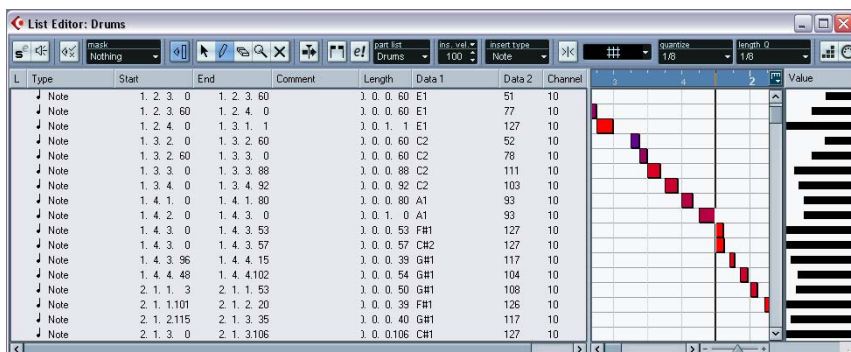 List Editor: Drums
mask
Nothing
part list
Drums
ins. vel.
100
insert type
Note
quantize
1/8
length Q
1/8
L Type Start End Comment Length Data 1 Data 2 Channel 3 4 2 Value
Note 1. 2. 3. 0 1. 2. 3. 60 ). 0. 0. 60 E1 51 10
Note 1. 2. 3. 60 1. 2. 4. 0 ). 0. 0. 60 E1 77 10
Note 1. 2. 4. 0 1. 3. 1. 1 ). 0. 1. 1 E1 127 10
Note 1. 3. 2. 0 1. 3. 2. 60 ). 0. 0. 60 C2 52 10
Note 1. 3. 2. 60 1. 3. 3. 0 ). 0. 0. 60 C2 78 10
Note 1. 3. 3. 0 1. 3. 3. 88 ). 0. 0. 88 C2 111 10
Note 1. 3. 4. 0 1. 3. 4. 92 ). 0. 0. 92 C2 103 10
Note 1. 4. 1. 0 1. 4. 1. 80 ). 0. 0. 80 A1 93 10
Note 1. 4. 2. 0 1. 4. 3. 0 ). 0. 1. 0 A1 93 10
Note 1. 4. 3. 0 1. 4. 3. 53 ). 0. 0. 53 F#1 127 10
Note 1. 4. 3. 0 1. 4. 3. 57 ). 0. 0. 57 C#2 127 10
Note 1. 4. 3. 96 1. 4. 4. 15 ). 0. 0. 39 G#1 117 10
Note 1. 4. 4. 48 1. 4. 4.102 ). 0. 0. 54 G#1 104 10
Note 2. 1. 1. 3 2. 1. 1. 53 ). 0. 0. 50 G#1 108 10
Note 2. 1. 1.101 2. 1. 2. 20 ). 0. 0. 39 F#1 126 10
Note 2. 1. 2.115 2. 1. 3. 35 ). 0. 0. 40 G#1 117 10
Note 2. 1. 3. 0 2. 1. 3.106 ). 0. 0.106 C#1 127 10